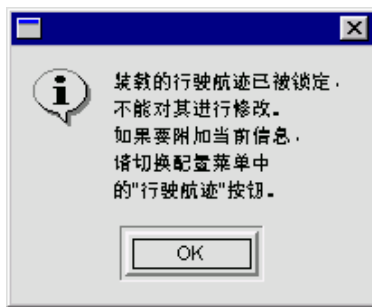 装载的行驶航迹已被锁定，
不能对其进行修改。
如果要附加当前信息，
请切换配置菜单中
的"行驶航迹"按钮。
OK